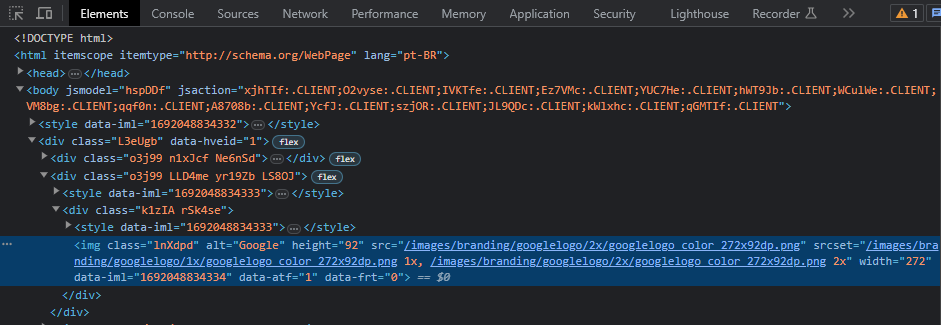 Elements Console Sources Network Performance Memory Application Security Lighthouse Recorder 1
<!DOCTYPE html>
<html itemscope itemtype="http://schema.org/WebPage" lang="pt-BR">
<head> </head>
<body jsmodel="hspDDf" jsaction="xjhTIf:.CLIENT;O2vyse:.CLIENT;IVKTfe:.CLIENT;Ez7VMc:.CLIENT;YUC7He:.CLIENT;hWT9Jb:.CLIENT;WCulWe:.CLIENT;
VM8bg:.CLIENT;qqf0n:.CLIENT;A8708b:.CLIENT;YcfJ:.CLIENT;szjOR:.CLIENT;JL9QDc:.CLIENT;kWlxhc:.CLIENT;qGMTIf:.CLIENT">
<style data-iml="1692048834332"> </style>
<div class="L3eUgb" data-hveid="1"> flex
<div class="o3j99 n1xJcf Ne6nSd"> </div> flex
<div class="o3j99 LLD4me yr19Zb LS8OJ"> flex
<style data-iml="1692048834333"> </style>
<div class="k1zIA rSk4se">
<style data-iml="1692048834333"> </style>
<img class="lnXdpd" alt="Google" height="92" src="/images/branding/googlelogo/2x/googlelogo_color_272x92dp.png" srcset="/images/bra
nding/googlelogo/1x/googlelogo_color_272x92dp.png 1x, /images/branding/googlelogo/2x/googlelogo_color_272x92dp.png 2x" width="272"
data-iml="1692048834334" data-atf="1" data-frt="0"> == $0
</div>
</div>